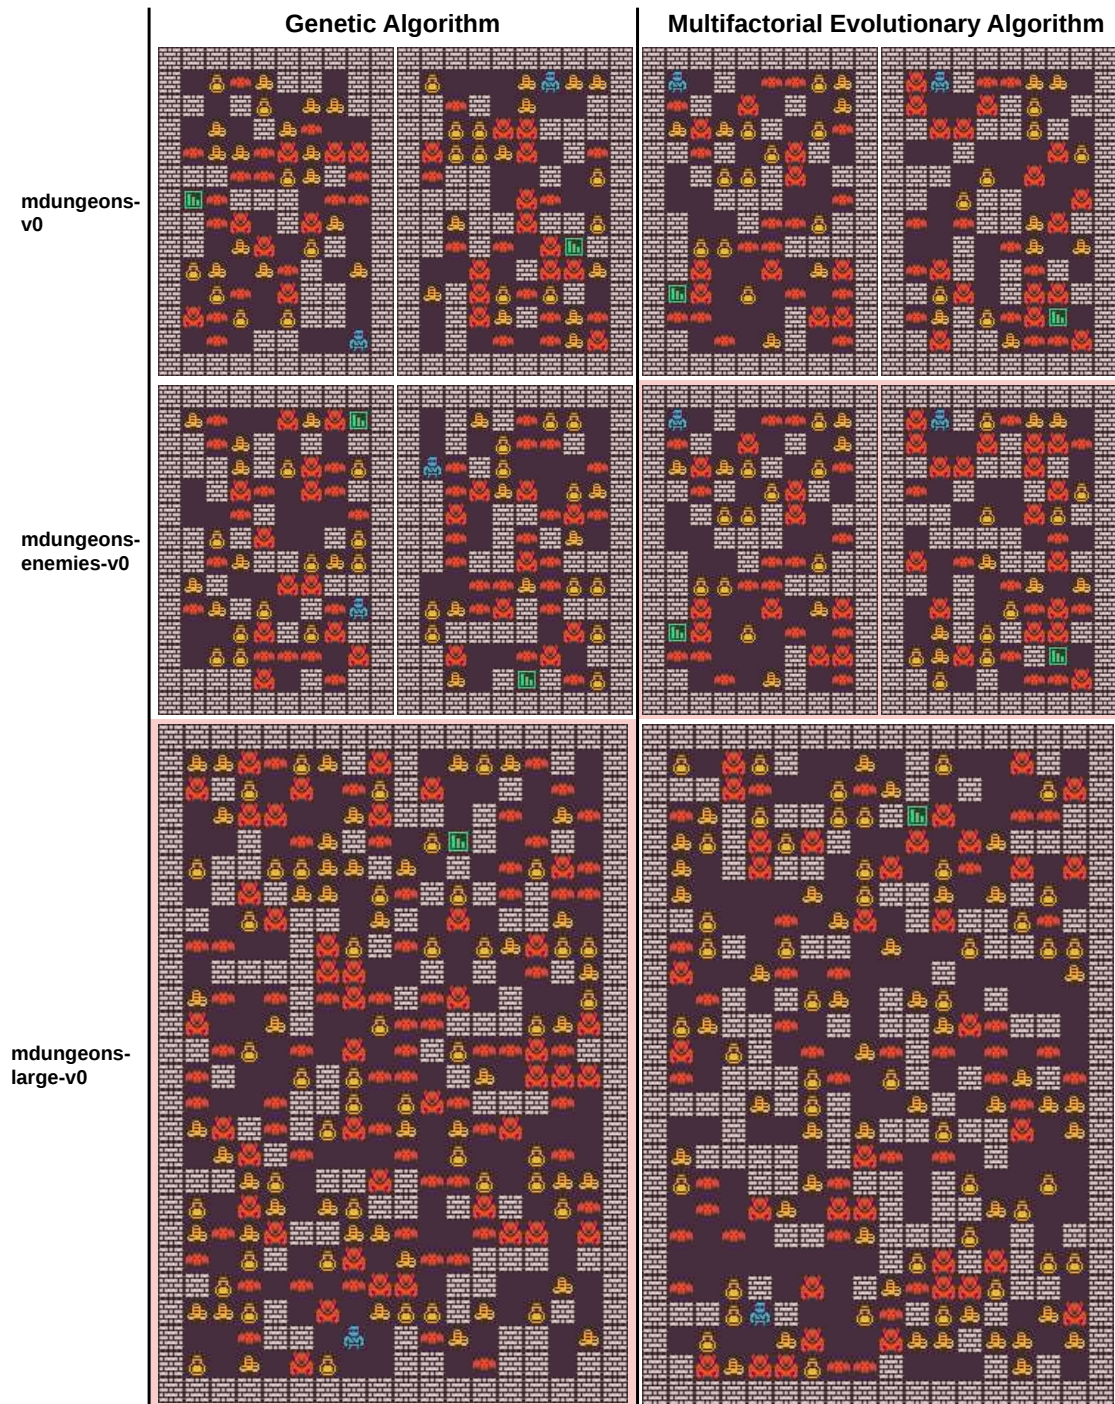 Genetic Algorithm
Multifactorial Evolutionary Algorithm
mdungeons-
v0
mdungeons-
enemies-v0
mdungeons-
large-v0